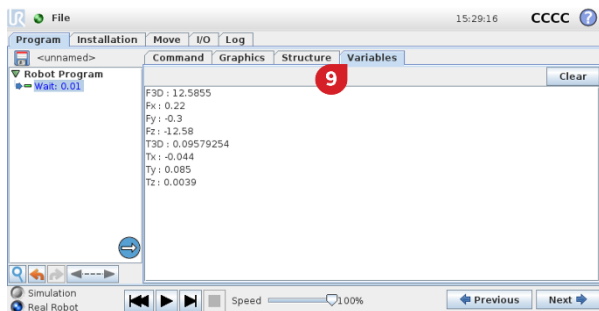 UR File 15:29:16 CCCC ?
Program Installation Move I/O Log
<unnamed> Command Graphics Structure Variables
Robot Program 9 Clear
Wait: 0.01
F3D : 12.5855
Fx : 0.22
Fy : -0.3
Fz : -12.58
T3D : 0.09579254
Tx : -0.044
Ty : 0.085
Tz : 0.0039
Simulation
Real Robot
Speed 100% Previous Next